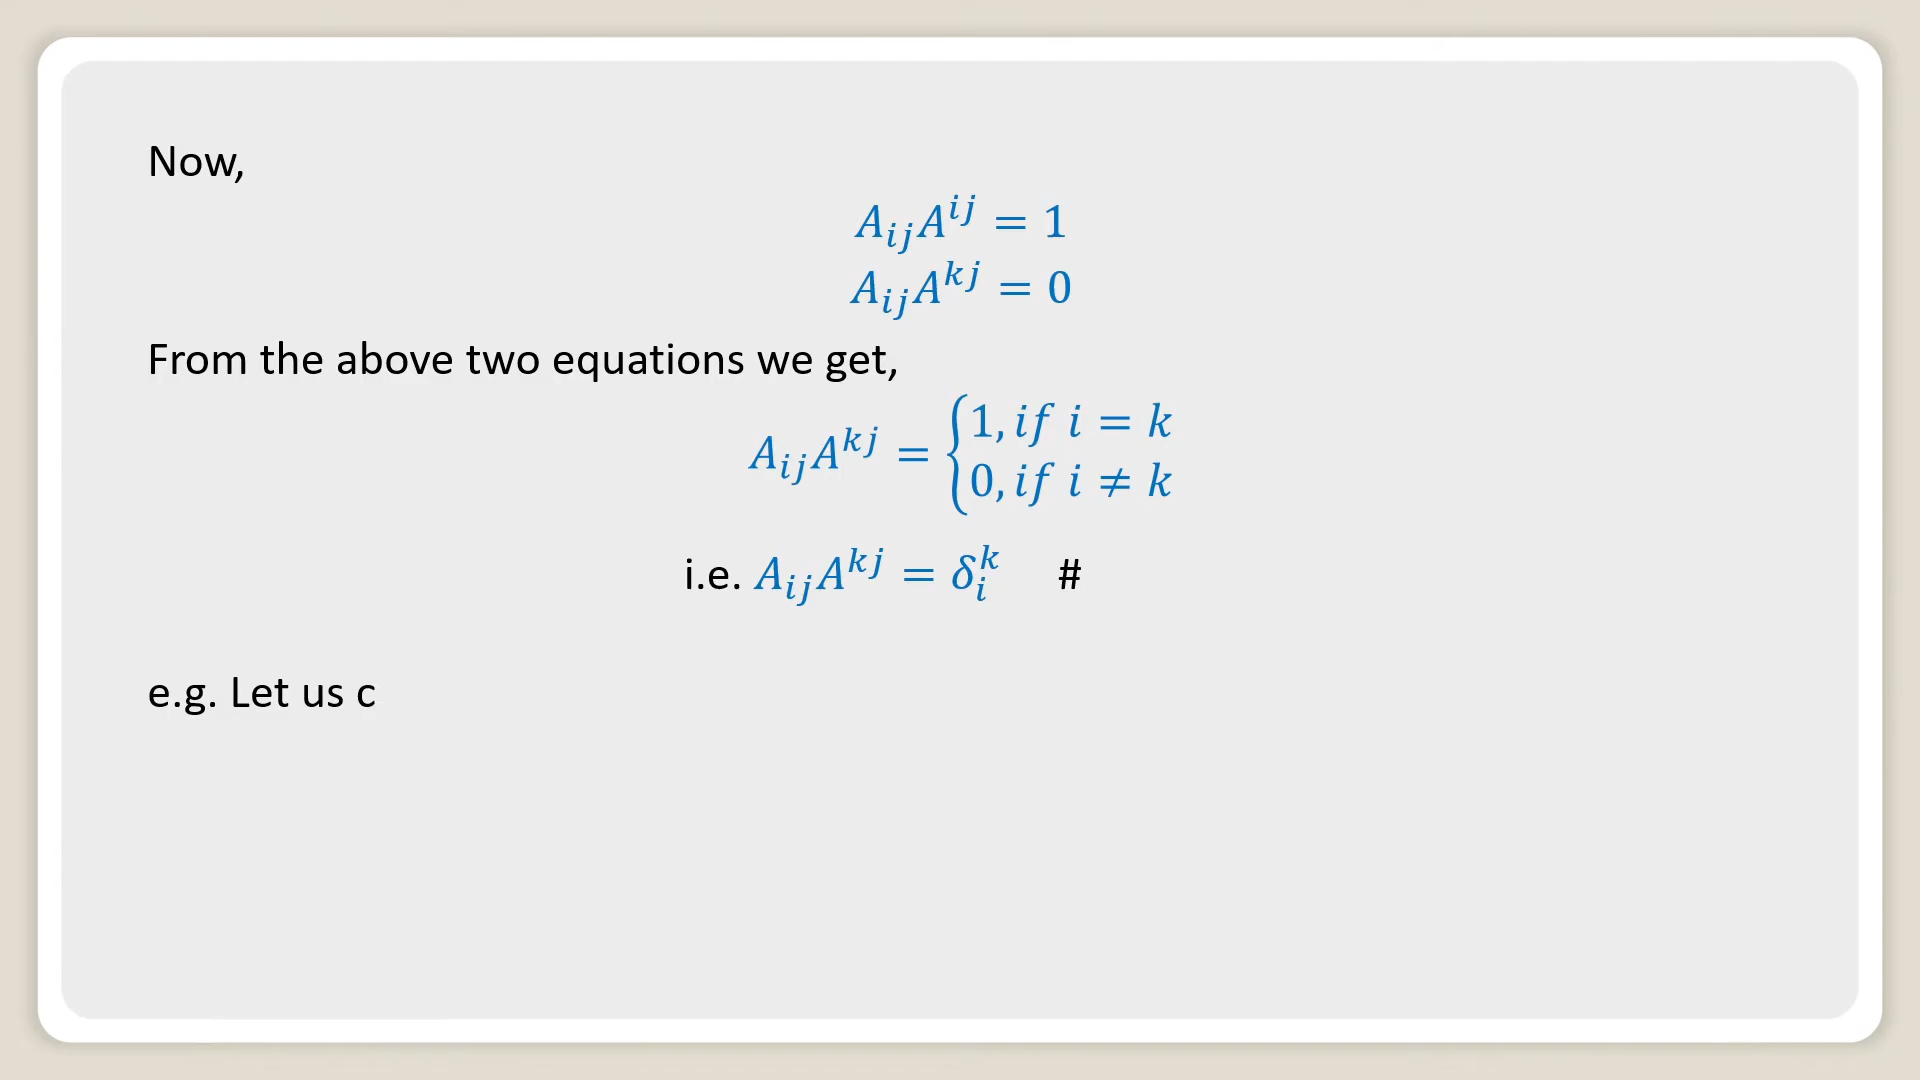 Now,
A_{ij}A^{ij} = 1
A_{ij}A^{kj} = 0
From the above two equations we get,
A_{ij}A^{kj} = {1, if i = k
0, if i ≠ k
i.e. A_{ij}A^{kj} = δ_i^k #
e.g. Let us c